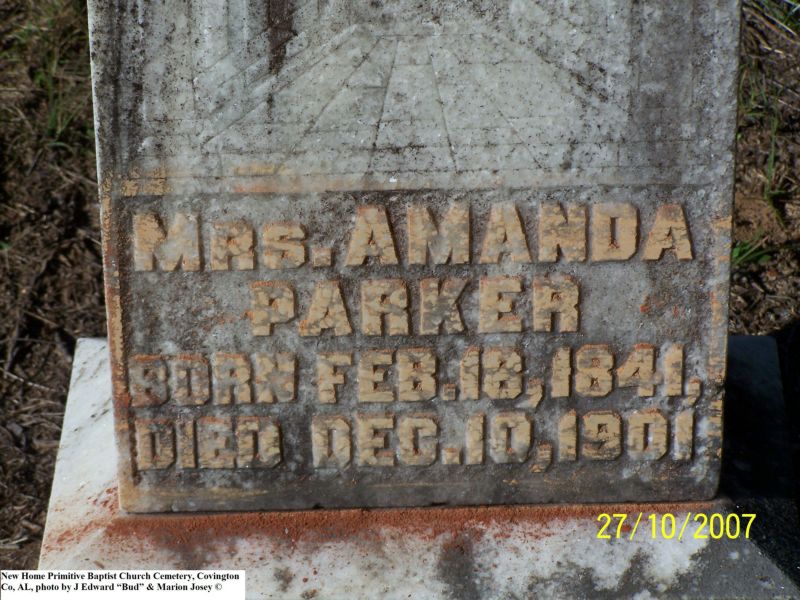 MRS. AMANDA
PARKER
BORN FEB. 18, 1841,
DIED DEC. 10, 1901
27/10/2007
New Home Primitive Baptist Church Cemetery, Covington
Co, AL, photo by J Edward “Bud” & Marion Josey ©